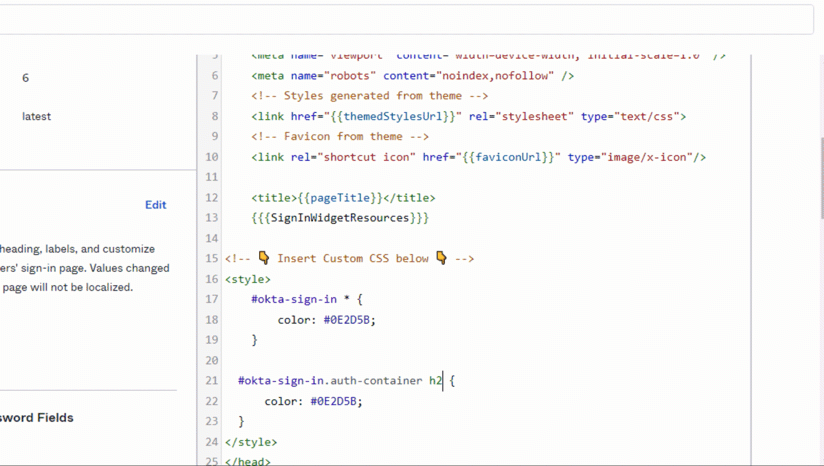 5 <meta name="viewport" content="width=device-width, initial-scale=1.0" />
6
6 <meta name="robots" content="noindex,nofollow" />
7 <!-- Styles generated from theme -->
latest
8 <link href="{{themedStylesUrl}}" rel="stylesheet" type="text/css">
9 <!-- Favicon from theme -->
10 <link rel="shortcut icon" href="{{faviconUrl}}" type="image/x-icon"/>
11
12 <title>{{pageTitle}}</title>
Edit
13 {{{SignInWidgetResources}}}
14
heading, labels, and customize
ers' sign-in page. Values changed
page will not be localized.
15 <!-- 👇 Insert Custom CSS below 👇 -->
16 <style>
17 #okta-sign-in * {
18 color: #0E2D5B;
19 }
20
21 #okta-sign-in.auth-container h2 {
22 color: #0E2D5B;
sword Fields
23 }
24 </style>
25 </head>